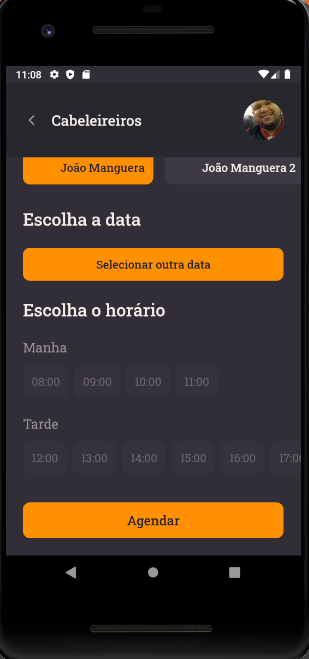 11:08
Cabeleireiros
João Manguera João Manguera 2
Escolha a data
Selecionar outra data
Escolha o horário
Manha
08:00 09:00 10:00 11:00
Tarde
12:00 13:00 14:00 15:00 16:00 17:00
Agendar